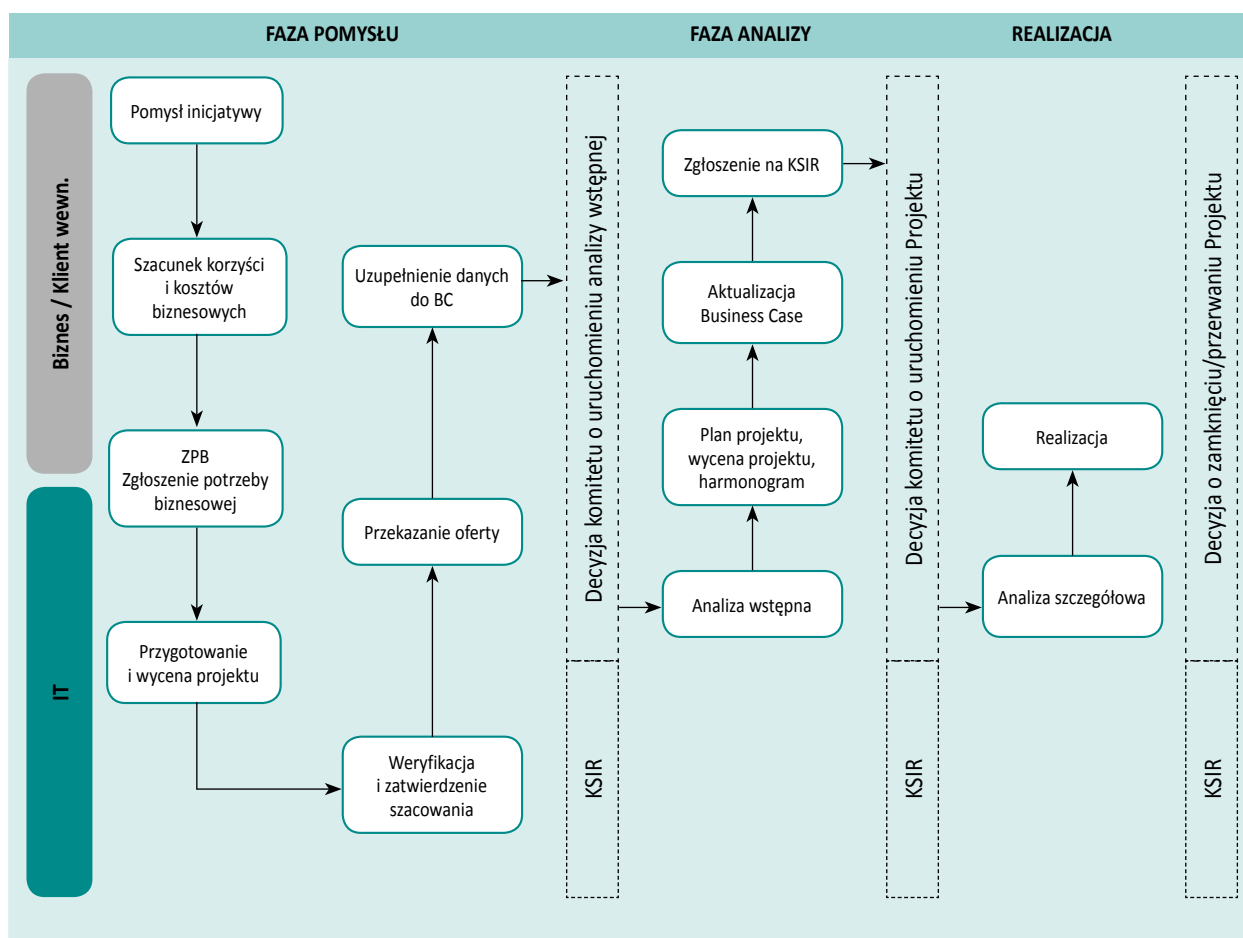 FAZA POMYSŁU
FAZA ANALIZY
REALIZACJA
Biznes / Klient wewn.
IT
Pomysł inicjatywy
Szacunek korzyści
i kosztów
biznesowych
ZPB
Zgłoszenie potrzeby
biznesowej
Przygotowanie
i wycena projektu
Weryfikacja
i zatwierdzenie
szacowania
Przekazanie oferty
Uzupełnienie danych
do BC
Decyzja komitetu o uruchomieniu analizy wstępnej
KSIR
Analiza wstępna
Plan projektu,
wycena projektu,
harmonogram
Aktualizacja
Business Case
Zgłoszenie na KSIR
Decyzja komitetu o uruchomieniu Projektu
KSIR
Analiza szczegółowa
Realizacja
Decyzja o zamknięciu/przerwaniu Projektu
KSIR